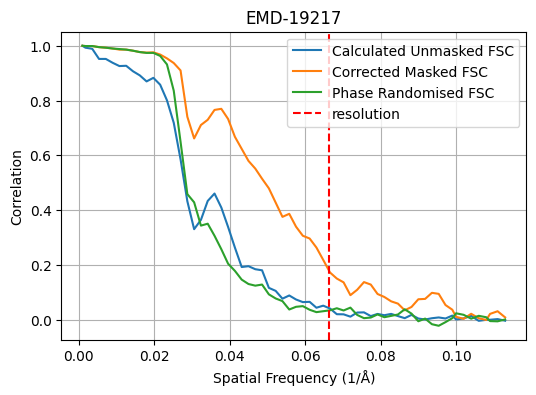 EMD-19217
Calculated Unmasked FSC
Corrected Masked FSC
Phase Randomised FSC
resolution
Correlation
1.0
0.8
0.6
0.4
0.2
0.0
0.00 0.02 0.04 0.06 0.08 0.10
Spatial Frequency (1/Å)